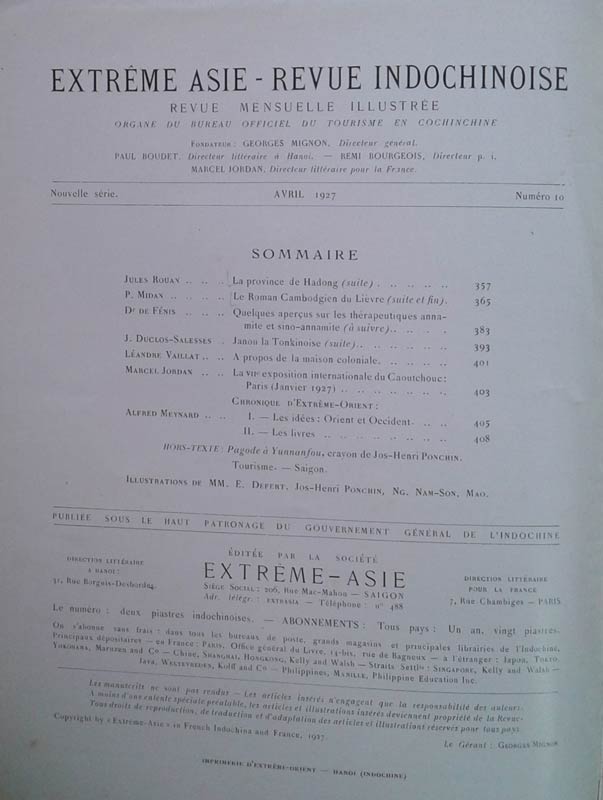 EXTRÊME ASIE - REVUE INDOCHINOISE
REVUE MENSUELLE ILLUSTRÉE
ORGANE DU BUREAU OFFICIEL DU TOURISME EN COCHINCHINE
Fondateur: GEORGES MIGNON, Directeur général.
PAUL BOUDET, Directeur littéraire à Hanoi. — REMI BOURGEOIS, Directeur p. i.
MARCEL JORDAN, Directeur littéraire pour la France.
Nouvelle série. AVRIL 1927 Numéro 10
SOMMAIRE
Jules Rouan .. .. .. La province de Hadong (suite) . .. .. .. .. 357
P. Midan .. .. .. .. Le Roman Cambodgien du Lièvre (suite et fin). 365
Dr de Fénis .. .. .. Quelques aperçus sur les thérapeutiques anna-
mite et sino-annamite (à suivre).. .. .. .. 383
J. Duclos-Salesses . Janou la Tonkinoise (suite).. .. .. .. .. 393
Léandre Vaillat .. .. A propos de la maison coloniale. .. .. .. .. 401
Marcel Jordan .. .. La VIIe exposition internationale du Caoutchouc:
Paris (Janvier 1927) .. .. .. .. .. .. .. 403
Chronique d'Extrême-Orient:
Alfred Meynard .. .. I. — Les idées: Orient et Occident. .. .. 405
II. — Les livres .. .. .. .. .. .. .. 408
HORS-TEXTE: Pagode à Yunnanfou, crayon de Jos-Henri Ponchin.
Tourisme. — Saigon.
Illustrations de MM. E. Defert, Jos-Henri Ponchin, Ng. Nam-Son, Mao.
PUBLIÉE SOUS LE HAUT PATRONAGE DU GOUVERNEMENT GÉNÉRAL DE L'INDOCHINE
ÉDITÉE PAR LA SOCIÉTÉ
EXTRÊME-ASIE
DIRECTION LITTÉRAIRE
A HANOI:
31, Rue Borgnis-Desbordes.
Siège Social: 206, Rue Mac-Mahon — SAIGON
Adr. télégr.: EXTRASIA — Téléphone: n° 488
DIRECTION LITTÉRAIRE
POUR LA FRANCE
7, Rue Chambiges — PARIS
Le numéro: deux piastres indochinoises. — ABONNEMENTS: Tous pays: Un an, vingt piastres.
On s'abonne sans frais: dans tous les bureaux de poste, grands magasins et principales librairies de l'Indochine,
Principaux dépositaires — en France: Paris, Office général du Livre, 14-bis, rue de Bagneux — à l'étranger: Japon, Tokyo,
Yokohama, Maruzen and Co — Chine, Shanghai, Hongkong, Kelly and Walsh — Straits Settlts: Singapore, Kelly and Walsh —
Java, Weltevreden, Kolff and Co — Philippines, Manille, Philippine Education Inc.
Les manuscrits ne sont pas rendus — Les articles insérés n'engagent que la responsabilité des auteurs.
A moins d'une entente spéciale préalable, les articles et illustrations insérés deviennent propriété de la Revue.
Tous droits de reproduction, de traduction et d'adaptation des articles et illustrations réservés pour tous pays.
Copyright by « Extrême-Asie » in French Indochina and France, 1927.
Le Gérant: Georges Mignon
IMPRIMERIE D'EXTRÊME-ORIENT — HANOI (INDOCHINE)